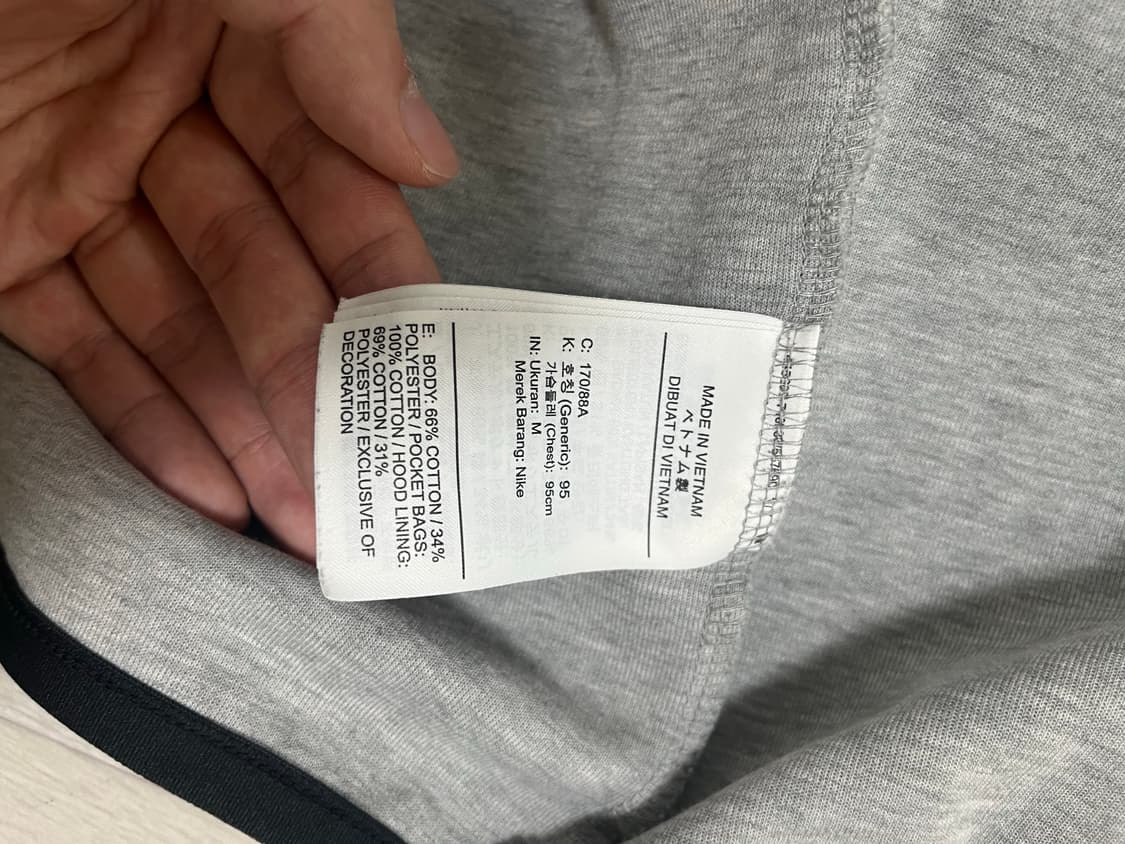 MADE IN VIETNAM
ベトナム製
DIBUAT DI VIETNAM
C: 170/88A
K: 호칭 (Generic): 95
가슴둘레 (Chest): 95cm
IN: Ukuran: M
Merek Barang: Nike
E: BODY: 66% COTTON / 34%
POLYESTER / POCKET BAGS:
100% COTTON / HOOD LINING:
69% COTTON / 31%
POLYESTER / EXCLUSIVE OF
DECORATION